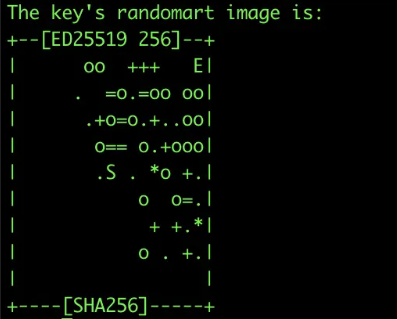 The key's randomart image is:
+--[ED25519 256]--+
|      oo  +++   E|
|     .  =o.=oo oo|
|      .+o=o.+..oo|
|       o== o.+ooo|
|       .S . *o +.|
|           o  o=.|
|            + +.*|
|           o . +.|
|                 |
+----[SHA256]-----+